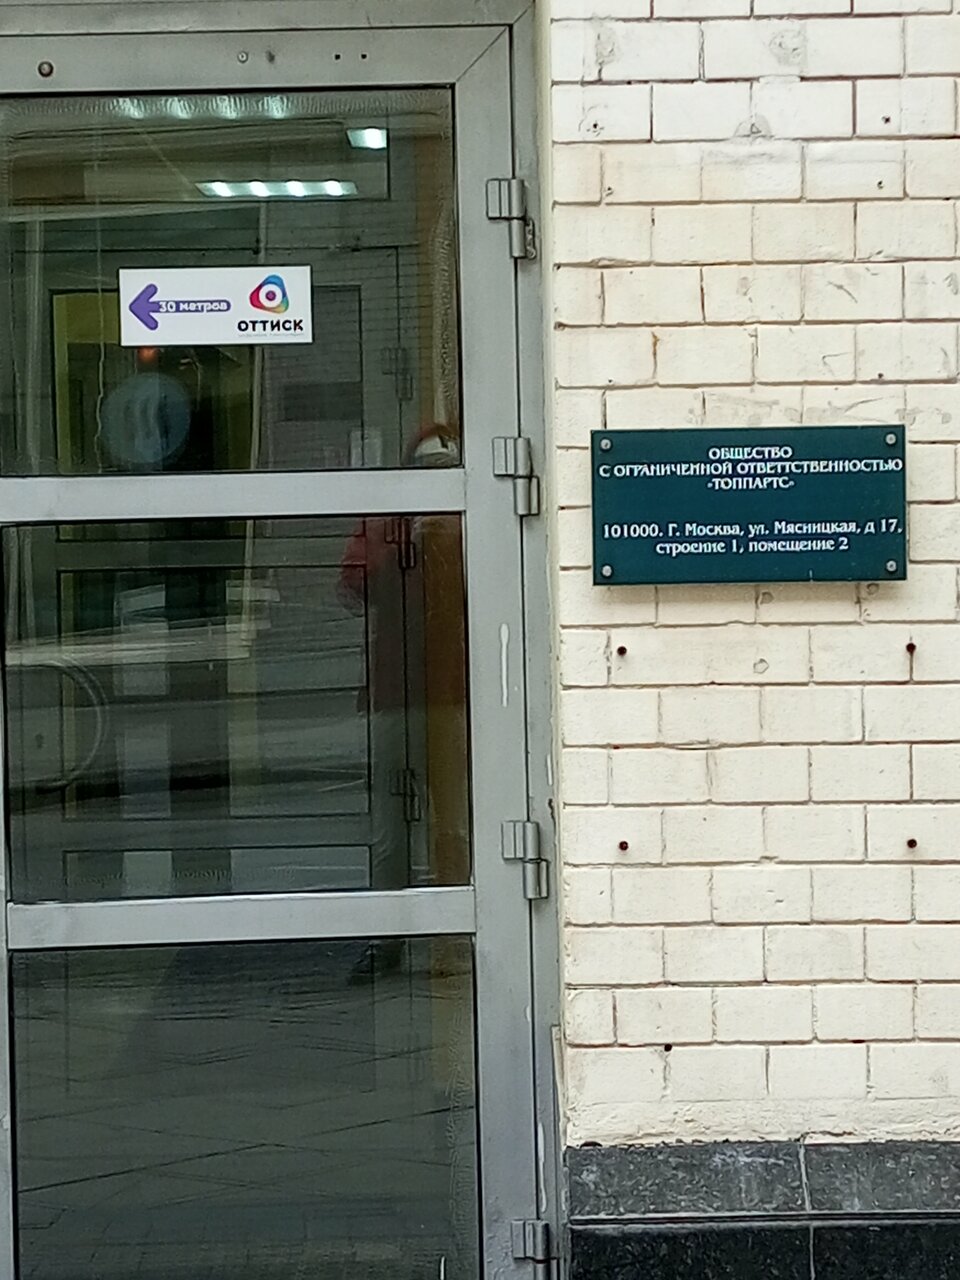 30 метров
ОТТИСК
ОБЩЕСТВО
С ОГРАНИЧЕННОЙ ОТВЕТТСТВЕННОСТЬЮ
«ТОППАРТС»
101000. Г. Москва, ул. Мясницкая, д 17,
строение 1, помещение 2